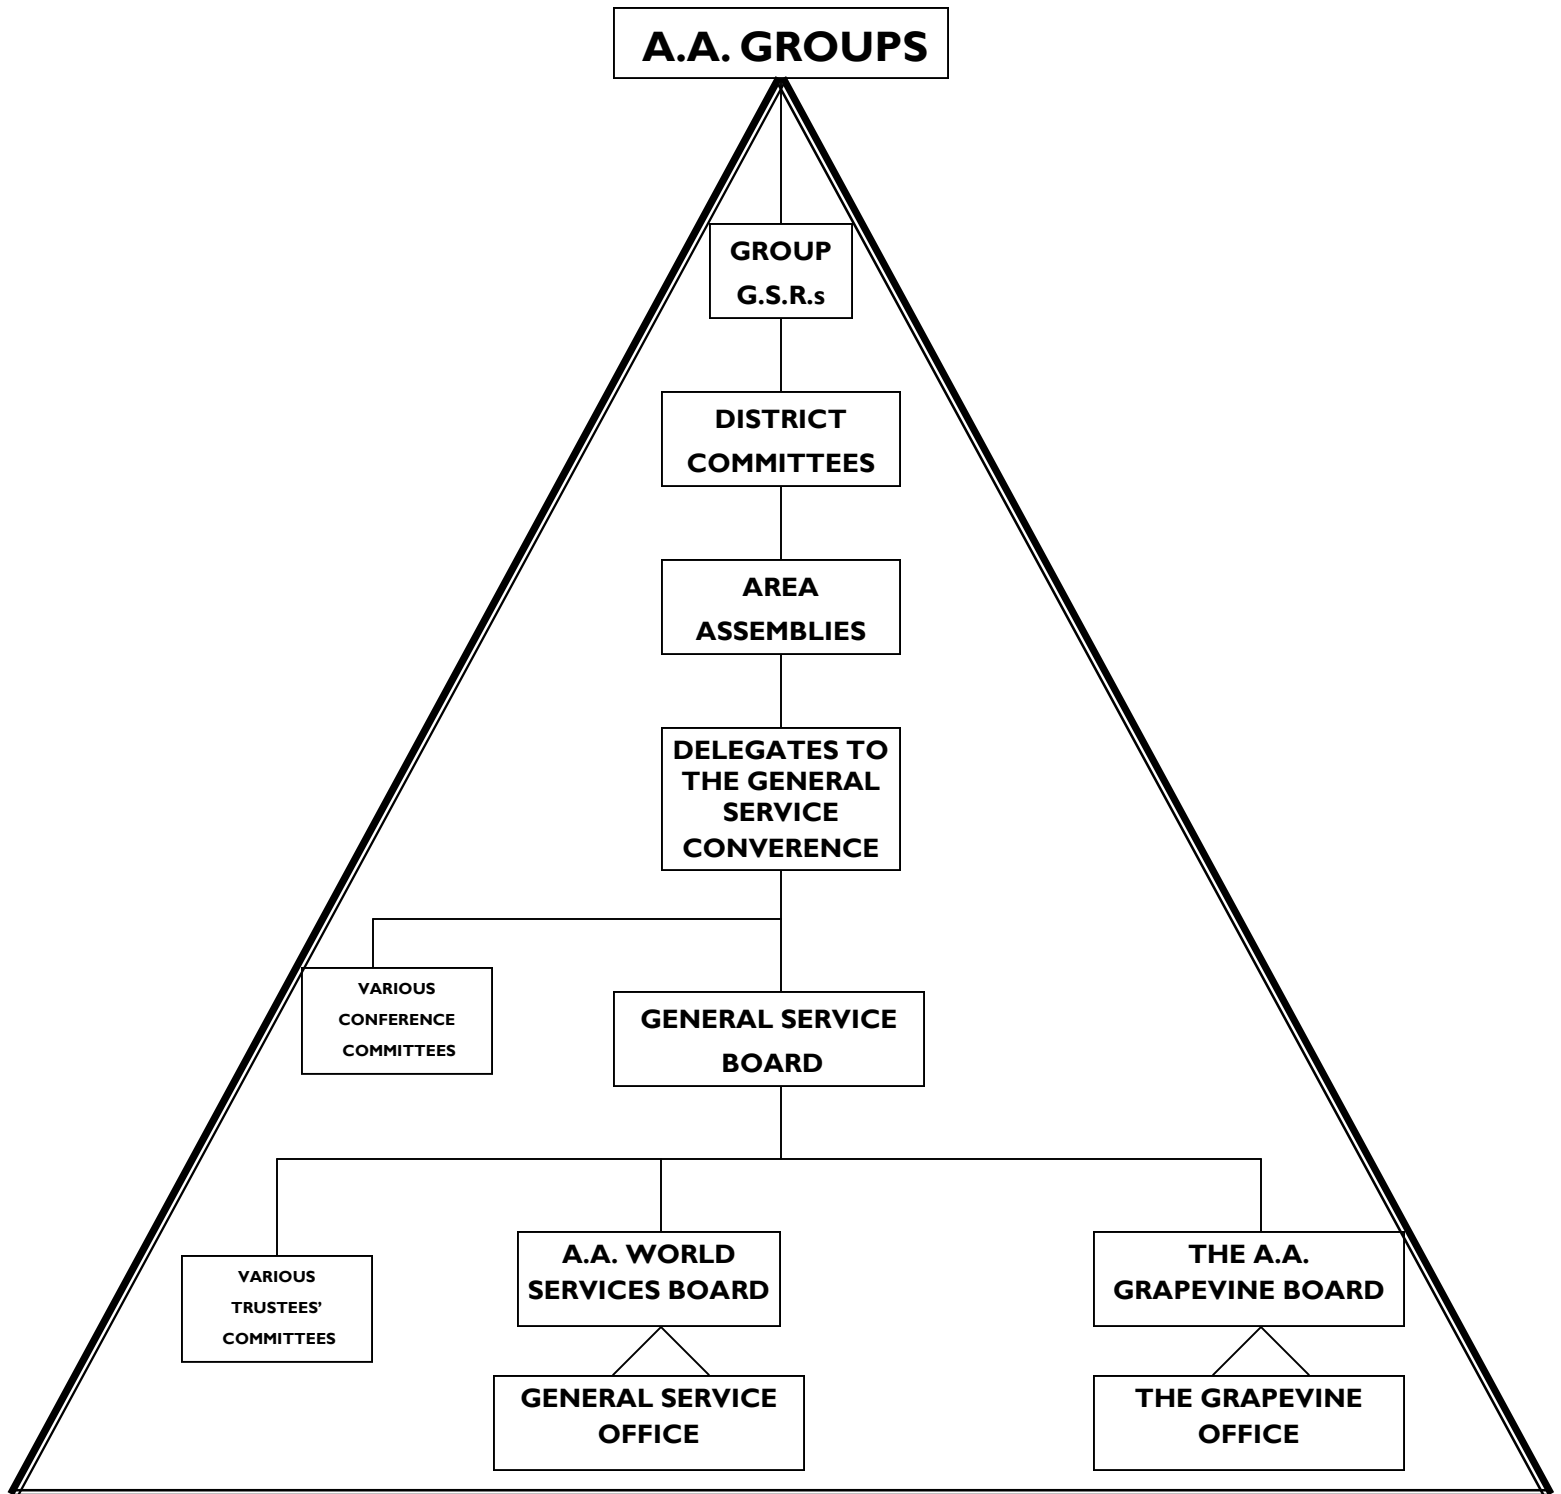 A.A. GROUPS
GROUP
G.S.R.s
DISTRICT
COMMITTEES
AREA
ASSEMBLIES
DELEGATES TO
THE GENERAL
SERVICE
CONVERENCE
VARIOUS
CONFERENCE
COMMITTEES
GENERAL SERVICE
BOARD
VARIOUS
TRUSTEES’
COMMITTEES
A.A. WORLD
SERVICES BOARD
THE A.A.
GRAPEVINE BOARD
GENERAL SERVICE
OFFICE
THE GRAPEVINE
OFFICE